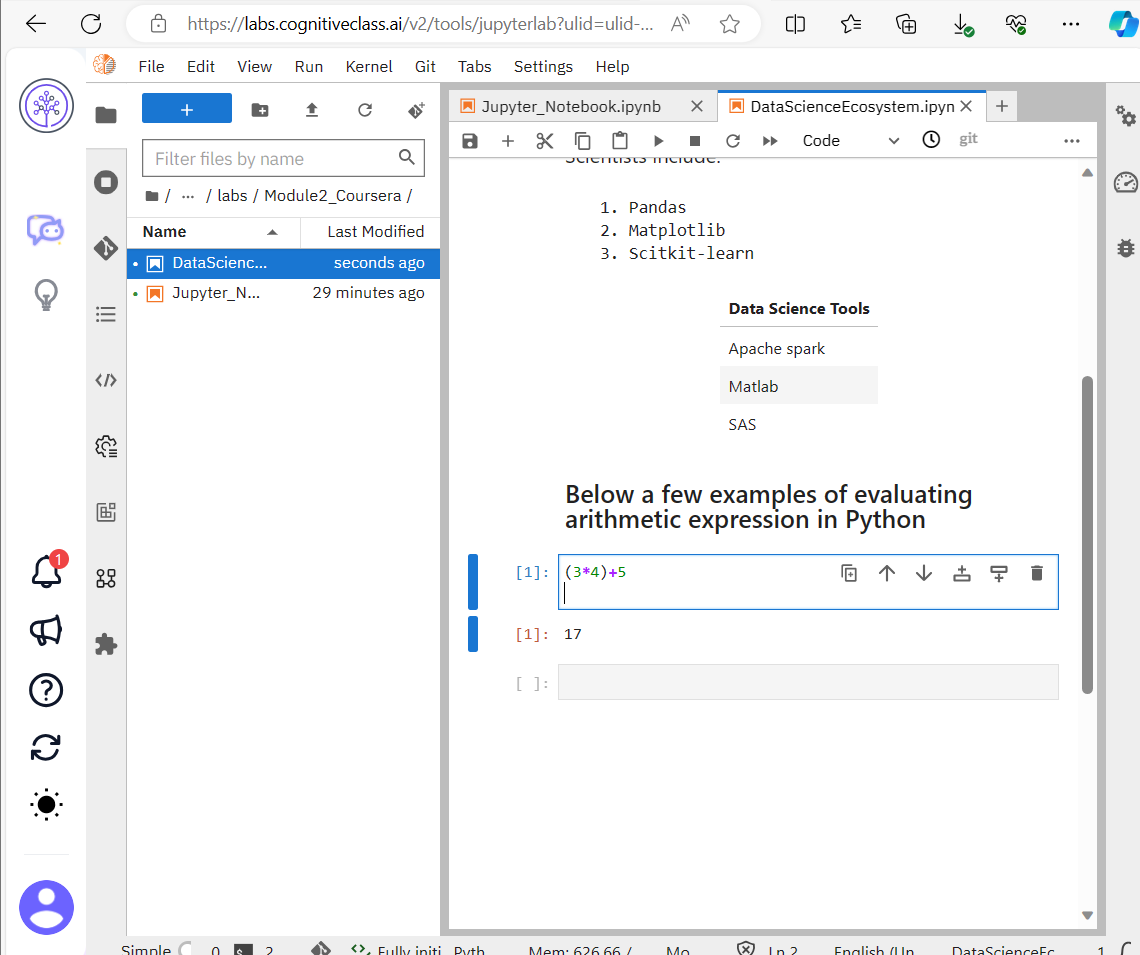 https://labs.cognitiveclass.ai/v2/tools/jupyterlab?ulid=ulid-...
File Edit View Run Kernel Git Tabs Settings Help
Jupyter_Notebook.ipynb
DataScienceEcosystem.ipyn
+
Code
git
...
Filter files by name
/ ... / labs / Module2_Coursera /
Name Last Modified
DataScienc... seconds ago
Jupyter_N... 29 minutes ago
Scientists include:
1. Pandas
2. Matplotlib
3. Scitkit-learn
Data Science Tools
Apache spark
Matlab
SAS
Below a few examples of evaluating
arithmetic expression in Python
[1]: (3*4)+5
[1]: 17
[ ]:
1
Simple 0 $_ 2 Fully initi Pyth Mem: 626.66 / Mo Ln 2 English (Un DataScienceEc 1